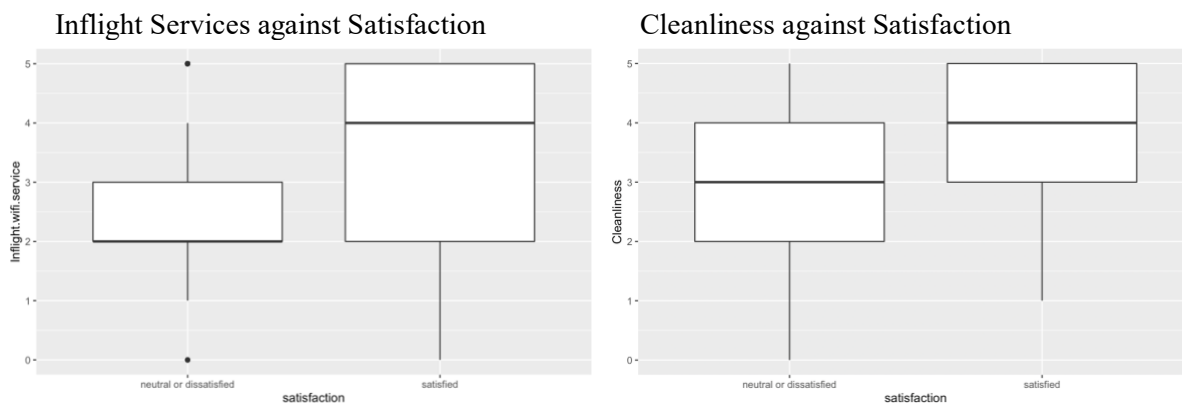 Inflight Services against Satisfaction
Inflight.wifi.service
5
4
3
2
1
0
neutral or dissatisfied
satisfied
satisfaction
Cleanliness against Satisfaction
Cleanliness
5
4
3
2
1
0
neutral or dissatisfied
satisfied
satisfaction